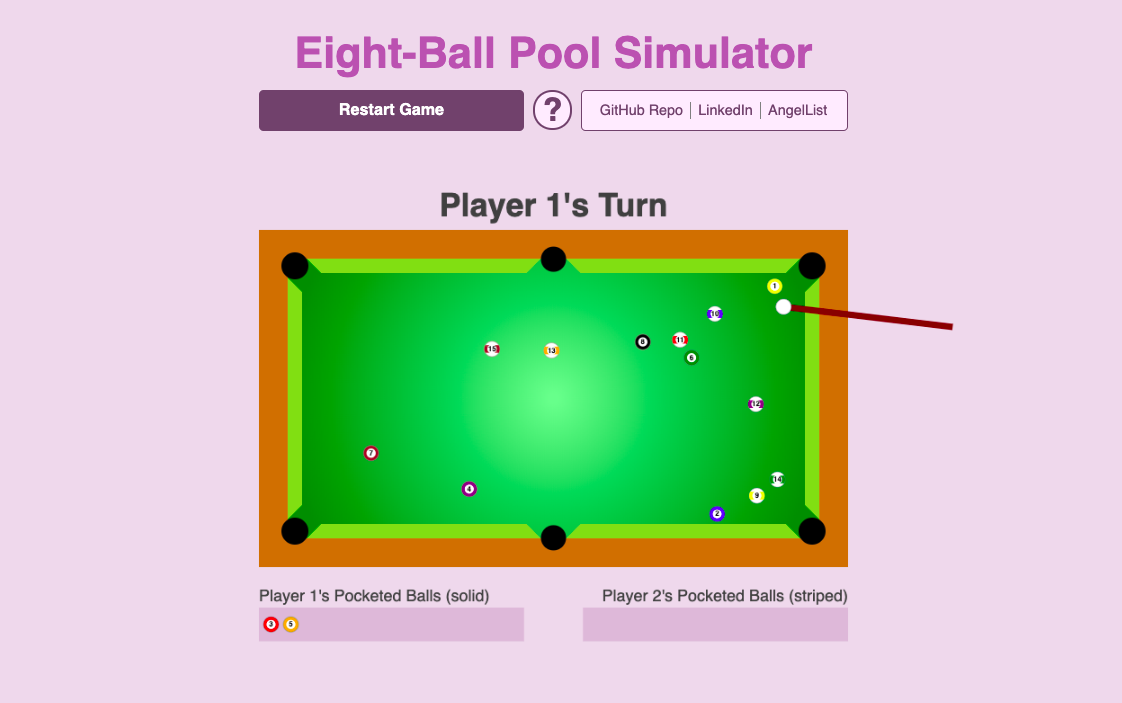 Eight-Ball Pool Simulator
Restart Game
?
GitHub Repo | LinkedIn | AngelList
Player 1's Turn
1
10
11
8
6
15
13
12
7
4
14
9
2
Player 1's Pocketed Balls (solid)
Player 2's Pocketed Balls (striped)
3 5